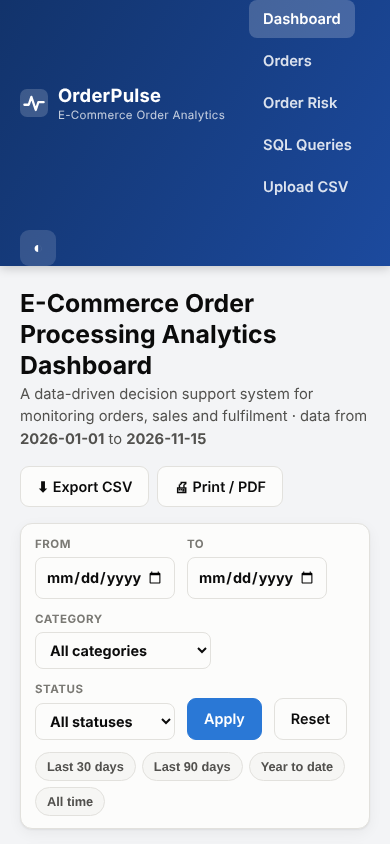 Dashboard
Orders
Order Risk
SQL Queries
Upload CSV
OrderPulse
E-Commerce Order Analytics
E-Commerce Order
Processing Analytics
Dashboard
A data-driven decision support system for
monitoring orders, sales and fulfilment · data from
2026-01-01 to 2026-11-15
⬇ Export CSV
🖨 Print / PDF
FROM
TO
mm/dd/yyyy
mm/dd/yyyy
CATEGORY
All categories
STATUS
All statuses
Apply
Reset
Last 30 days
Last 90 days
Year to date
All time